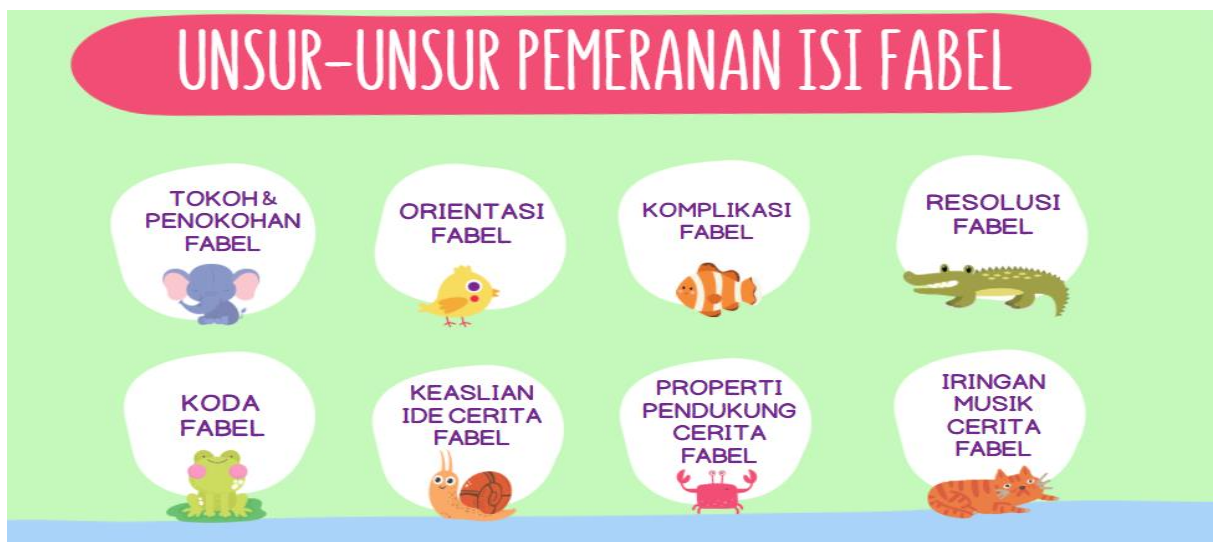 UNSUR-UNSUR PEMERANAN ISI FABEL
TOKOH &
PENOKOHAN
FABEL
ORIENTASI
FABEL
KOMPLIKASI
FABEL
RESOLUSI
FABEL
KODA
FABEL
KEASLIAN
IDE CERITA
FABEL
PROPERTI
PENDUKUNG
CERITA
FABEL
IRINGAN
MUSIK
CERITA
FABEL